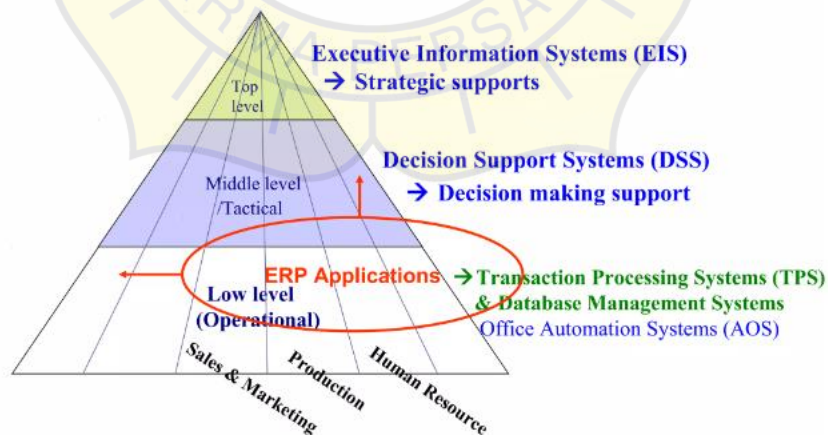 Executive Information Systems (EIS)
→ Strategic supports
Top
level
Decision Support Systems (DSS)
→ Decision making support
Middle level
/Tactical
ERP Applications
→ Transaction Processing Systems (TPS)
& Database Management Systems
Office Automation Systems (AOS)
Low level
(Operational)
Sales & Marketing
Production
Human Resource